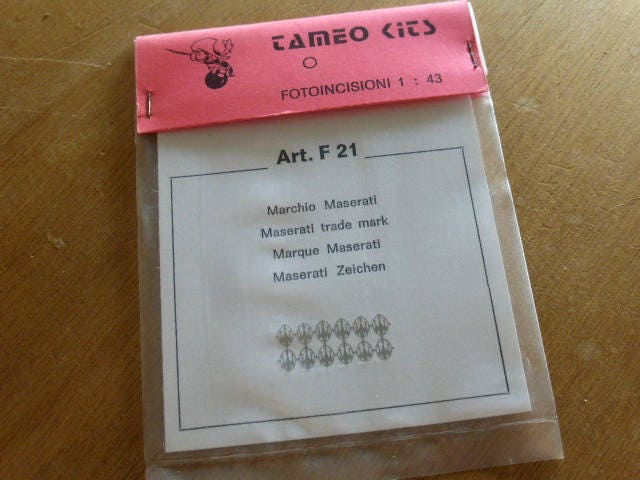 TAMEO KITS
FOTOINCISIONI 1 : 43
Art. F 21
Marchio Maserati
Maserati trade mark
Marque Maserati
Maserati Zeichen